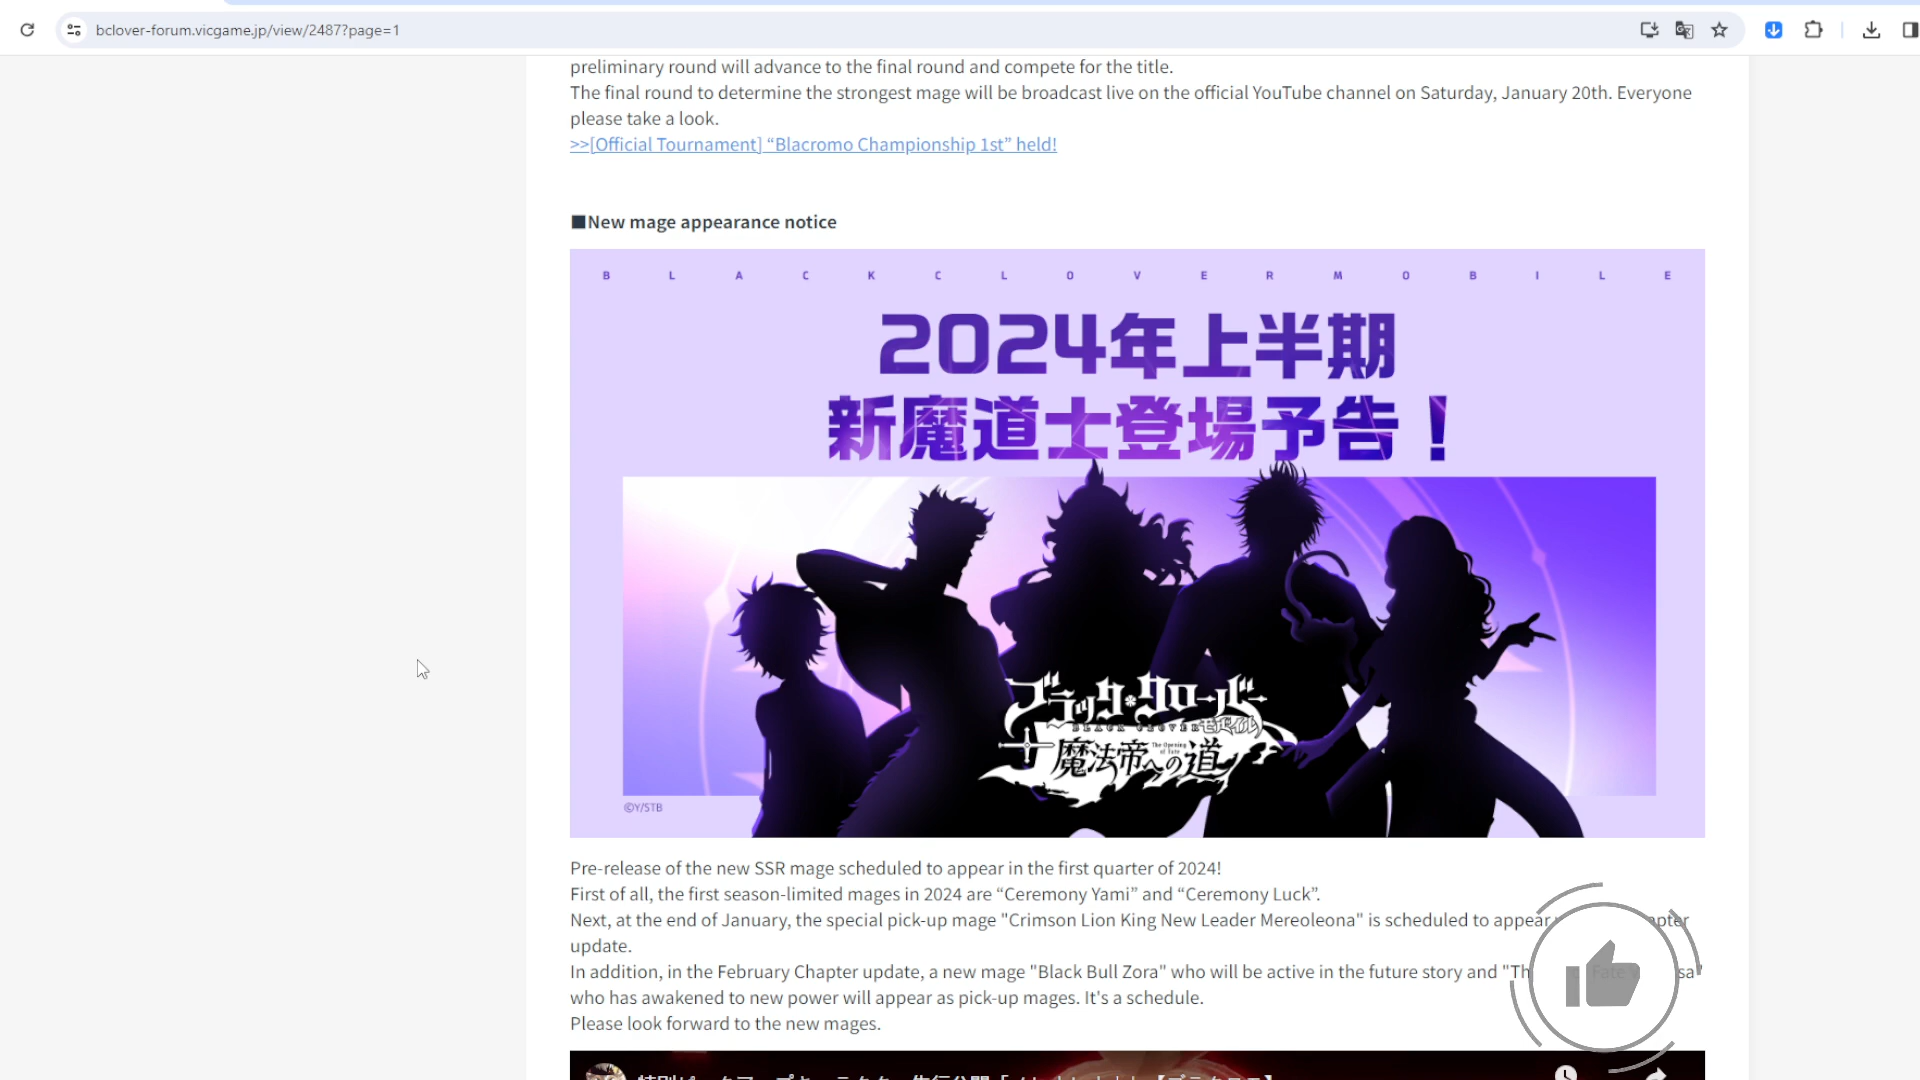 bclover-forum.vicgame.jp/view/2487?page=1
preliminary round will advance to the final round and compete for the title.
The final round to determine the strongest mage will be broadcast live on the official YouTube channel on Saturday, January 20th. Everyone
please take a look.
>>[Official Tournament] “Blacromo Championship 1st” held!
■New mage appearance notice
B L A C K C L O V E R M O B I L E
2024年上半期
新魔道士登場予告！
ブラッククローバー
BLACK CLOVER モバイル
The Opening of Fate
魔法帝への道
©Y/STB
Pre-release of the new SSR mage scheduled to appear in the first quarter of 2024!
First of all, the first season-limited mages in 2024 are “Ceremony Yami” and “Ceremony Luck”.
Next, at the end of January, the special pick-up mage "Crimson Lion King New Leader Mereoleona" is scheduled to appear
update.
In addition, in the February Chapter update, a new mage "Black Bull Zora" who will be active in the future story and "Th Fate
who has awakened to new power will appear as pick-up mages. It's a schedule.
Please look forward to the new mages.